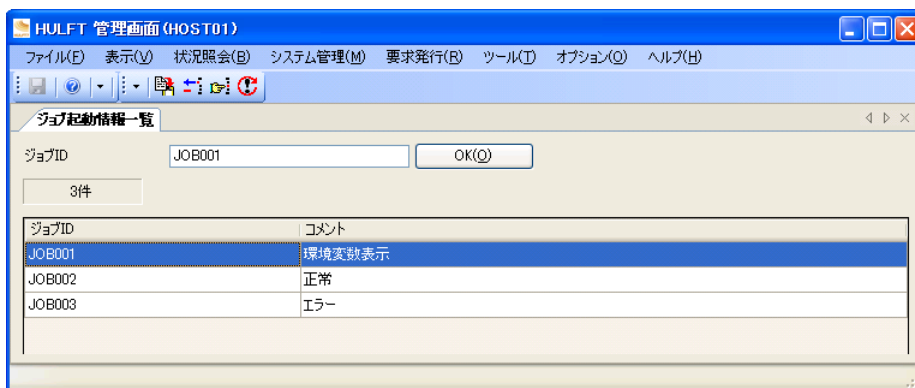 HULFT 管理画面(HOST01)
ファイル(F) 表示(V) 状況照会(B) システム管理(M) 要求発行(R) ツール(T) オプション(O) ヘルプ(H)
ジョブ起動情報一覧
ジョブID JOB001 OK(O)
3件
ジョブID コメント
JOB001 環境変数表示
JOB002 正常
JOB003 エラー